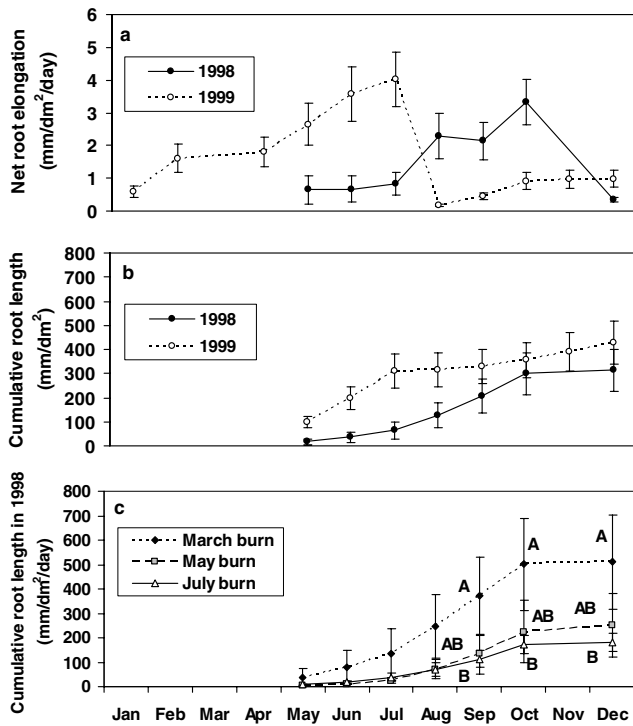 a
1998
1999
Net root elongation
(mm/dm²/day)
6
5
4
3
2
1
0
b
1998
1999
Cumulative root length
(mm/dm²)
800
700
600
500
400
300
200
100
0
c
March burn
May burn
July burn
Cumulative root length in 1998
(mm/dm²/day)
800
700
600
500
400
300
200
100
0
A
A
A
AB
AB
AB
B
B
B
Jan Feb Mar Apr May Jun Jul Aug Sep Oct Nov Dec